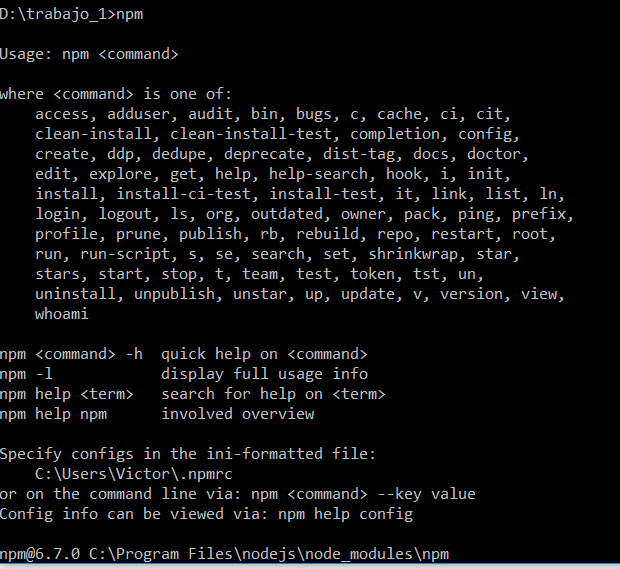 D:\trabajo_1>npm
Usage: npm <command>
where <command> is one of:
access, adduser, audit, bin, bugs, c, cache, ci, cit,
clean-install, clean-install-test, completion, config,
create, ddp, dedupe, deprecate, dist-tag, docs, doctor,
edit, explore, get, help, help-search, hook, i, init,
install, install-ci-test, install-test, it, link, list, ln,
login, logout, ls, org, outdated, owner, pack, ping, prefix,
profile, prune, publish, rb, rebuild, repo, restart, root,
run, run-script, s, se, search, set, shrinkwrap, star,
stars, start, stop, t, team, test, token, tst, un,
uninstall, unpublish, unstar, up, update, v, version, view,
whoami
npm <command> -h  quick help on <command>
npm -l            display full usage info
npm help <term>   search for help on <term>
npm help npm      involved overview
Specify configs in the ini-formatted file:
C:\Users\Victor\.npmrc
or on the command line via: npm <command> --key value
Config info can be viewed via: npm help config
npm@6.7.0 C:\Program Files\nodejs\node_modules\npm